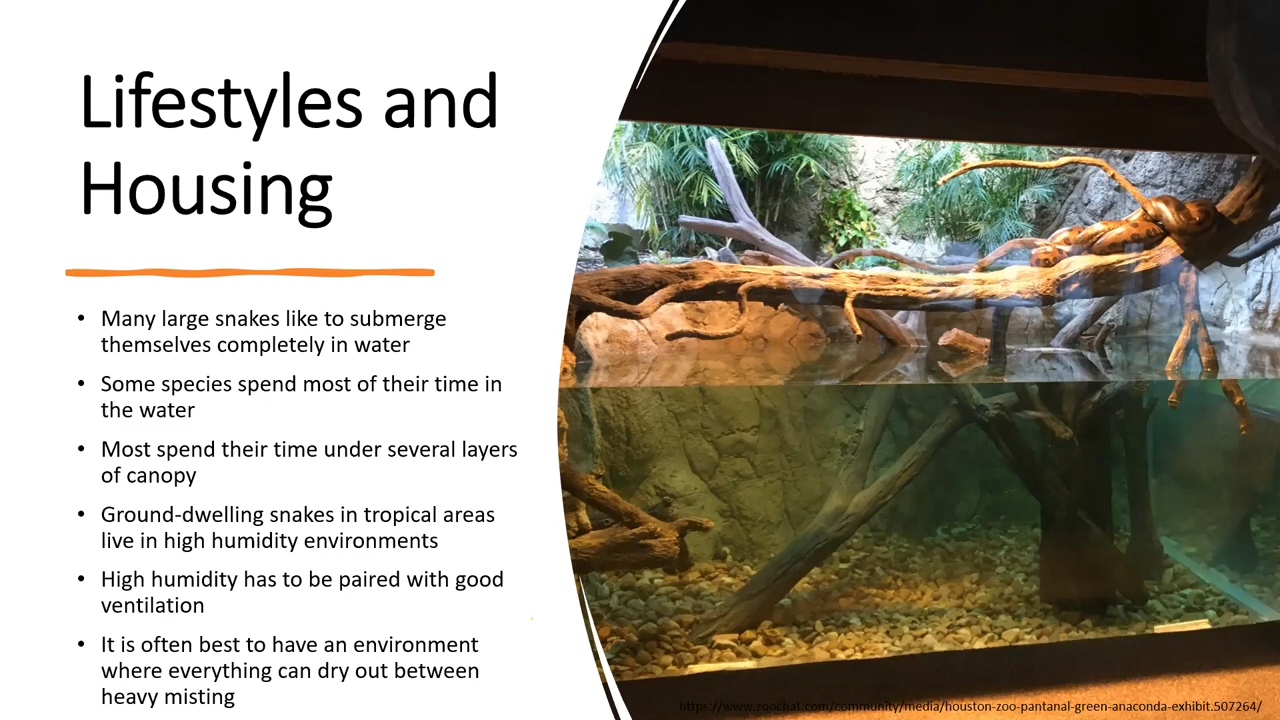 Lifestyles and
Housing
• Many large snakes like to submerge
themselves completely in water
• Some species spend most of their time in
the water
• Most spend their time under several layers
of canopy
• Ground-dwelling snakes in tropical areas
live in high humidity environments
• High humidity has to be paired with good
ventilation
• It is often best to have an environment
where everything can dry out between
heavy misting
https://www.zoochat.com/community/media/houston-zoo-pantanal-green-anaconda-exhibit.507264/